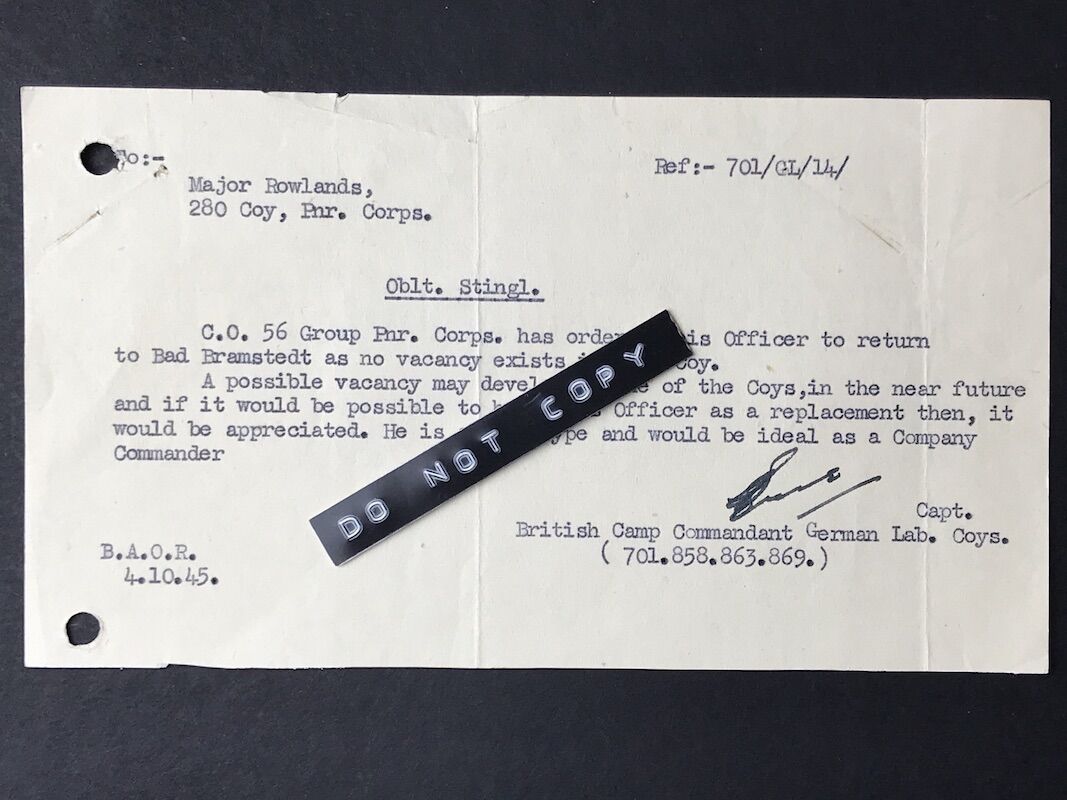 To:-
Ref:- 701/GL/14/
Major Rowlands,
280 Coy, Pnr. Corps.
Oblt. Stingl.
C.O. 56 Group Pnr. Corps. has is Officer to return
to Bad Bramstedt as no vacancy exists
A possible vacancy may of the Coys,in the near future
and if it would be possible to Officer as a replacement then, it
would be appreciated. He is and would be ideal as a Company
Commander
Capt.
British Camp Commandant German Lab. Coys.
( 701.858.863.869.)
B.A.O.R.
4.10.45.
DO NOT COPY